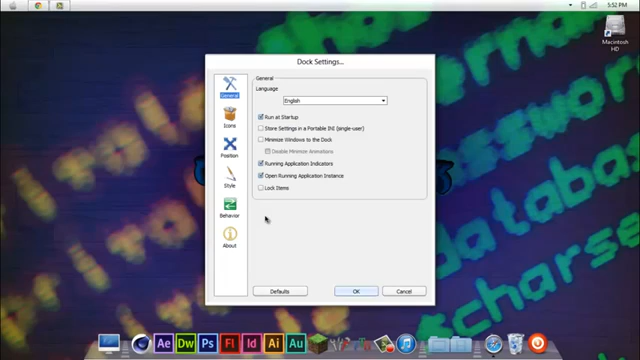 5:52 PM
Macintosh
HD
Dock Settings...
General
Icons
Position
Style
Behavior
About
General
Language
English
Run at Startup
Store Settings in a Portable INI (single-user)
Minimize Windows to the Dock
Disable Minimize Animations
Running Application Indicators
Open Running Application Instance
Lock Items
Defaults
OK
Cancel
password
database
charse
Ae
Dw
Ps
Fl
Id
Ai
Au